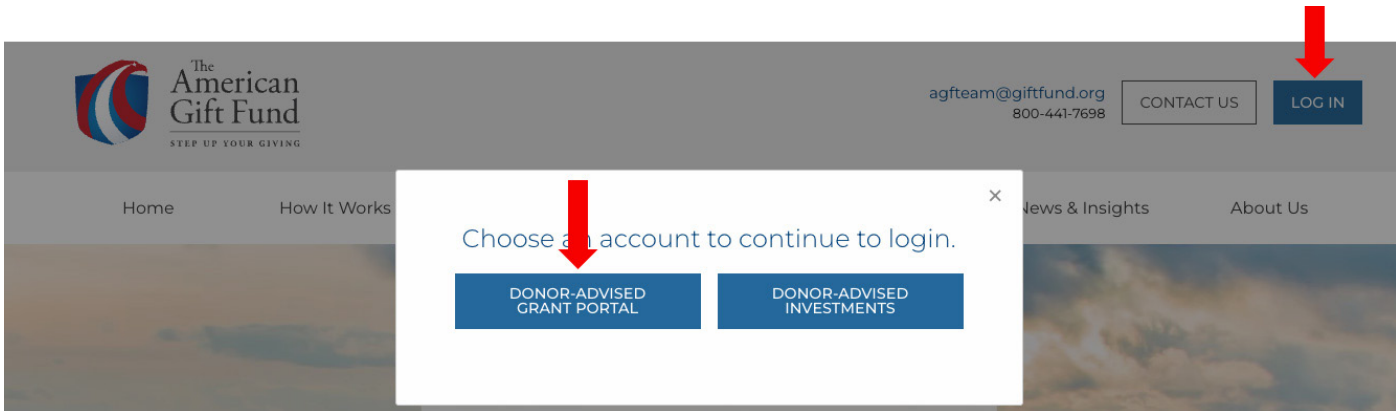 The
American
Gift Fund
STEP UP YOUR GIVING
agfteam@giftfund.org
800-441-7698
CONTACT US
LOG IN
Home
How It Works
News & Insights
About Us
×
Choose an account to continue to login.
DONOR-ADVISED
GRANT PORTAL
DONOR-ADVISED
INVESTMENTS